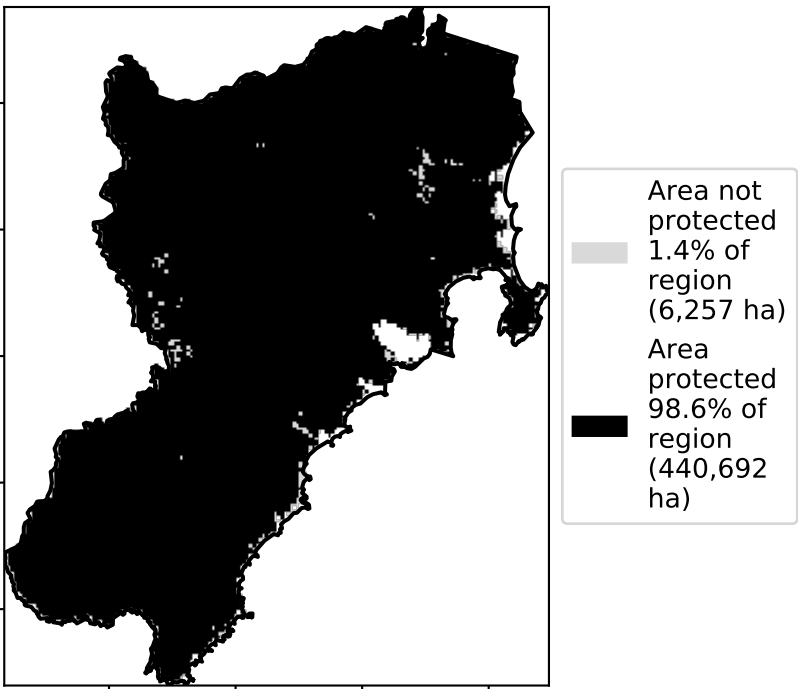 Area not
protected
1.4% of
region
(6,257 ha)
Area
protected
98.6% of
region
(440,692
ha)